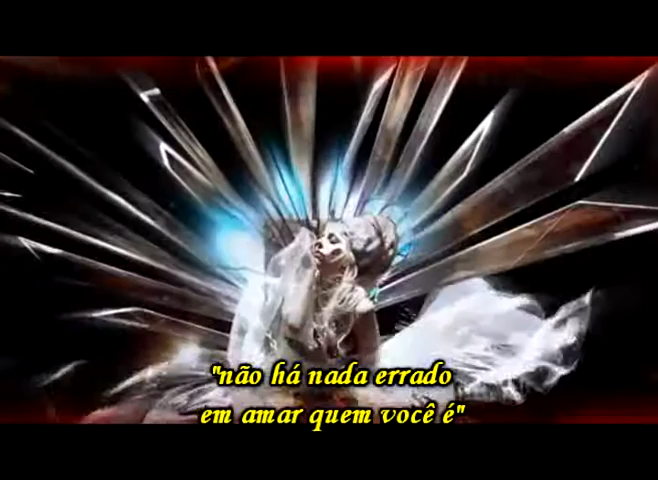 "não há nada errado
em amar quem você é"